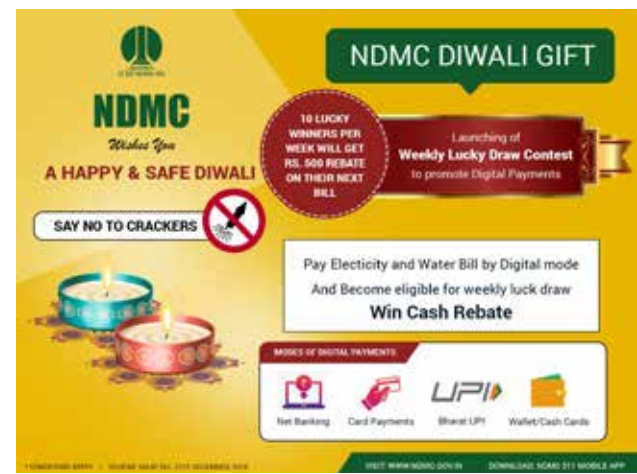 NDMC DIWALI GIFT
NDMC
Wishes You
A HAPPY & SAFE DIWALI
SAY NO TO CRACKERS
10 LUCKY
WINNERS PER
WEEK WILL GET
RS. 500 REBATE
ON THEIR NEXT
BILL
Launching of
Weekly Lucky Draw Contest
to promote Digital Payments
Pay Electicity and Water Bill by Digital mode
And Become eligible for weekly luck draw
Win Cash Rebate
MODES OF DIGITAL PAYMENTS
Net Banking
Card Payments
UPI
Bharat UPI
Wallet/Cash Cards
VISIT WWW.NDMC.GOV.IN
DOWNLOAD: NDMC 311 MOBILE APP